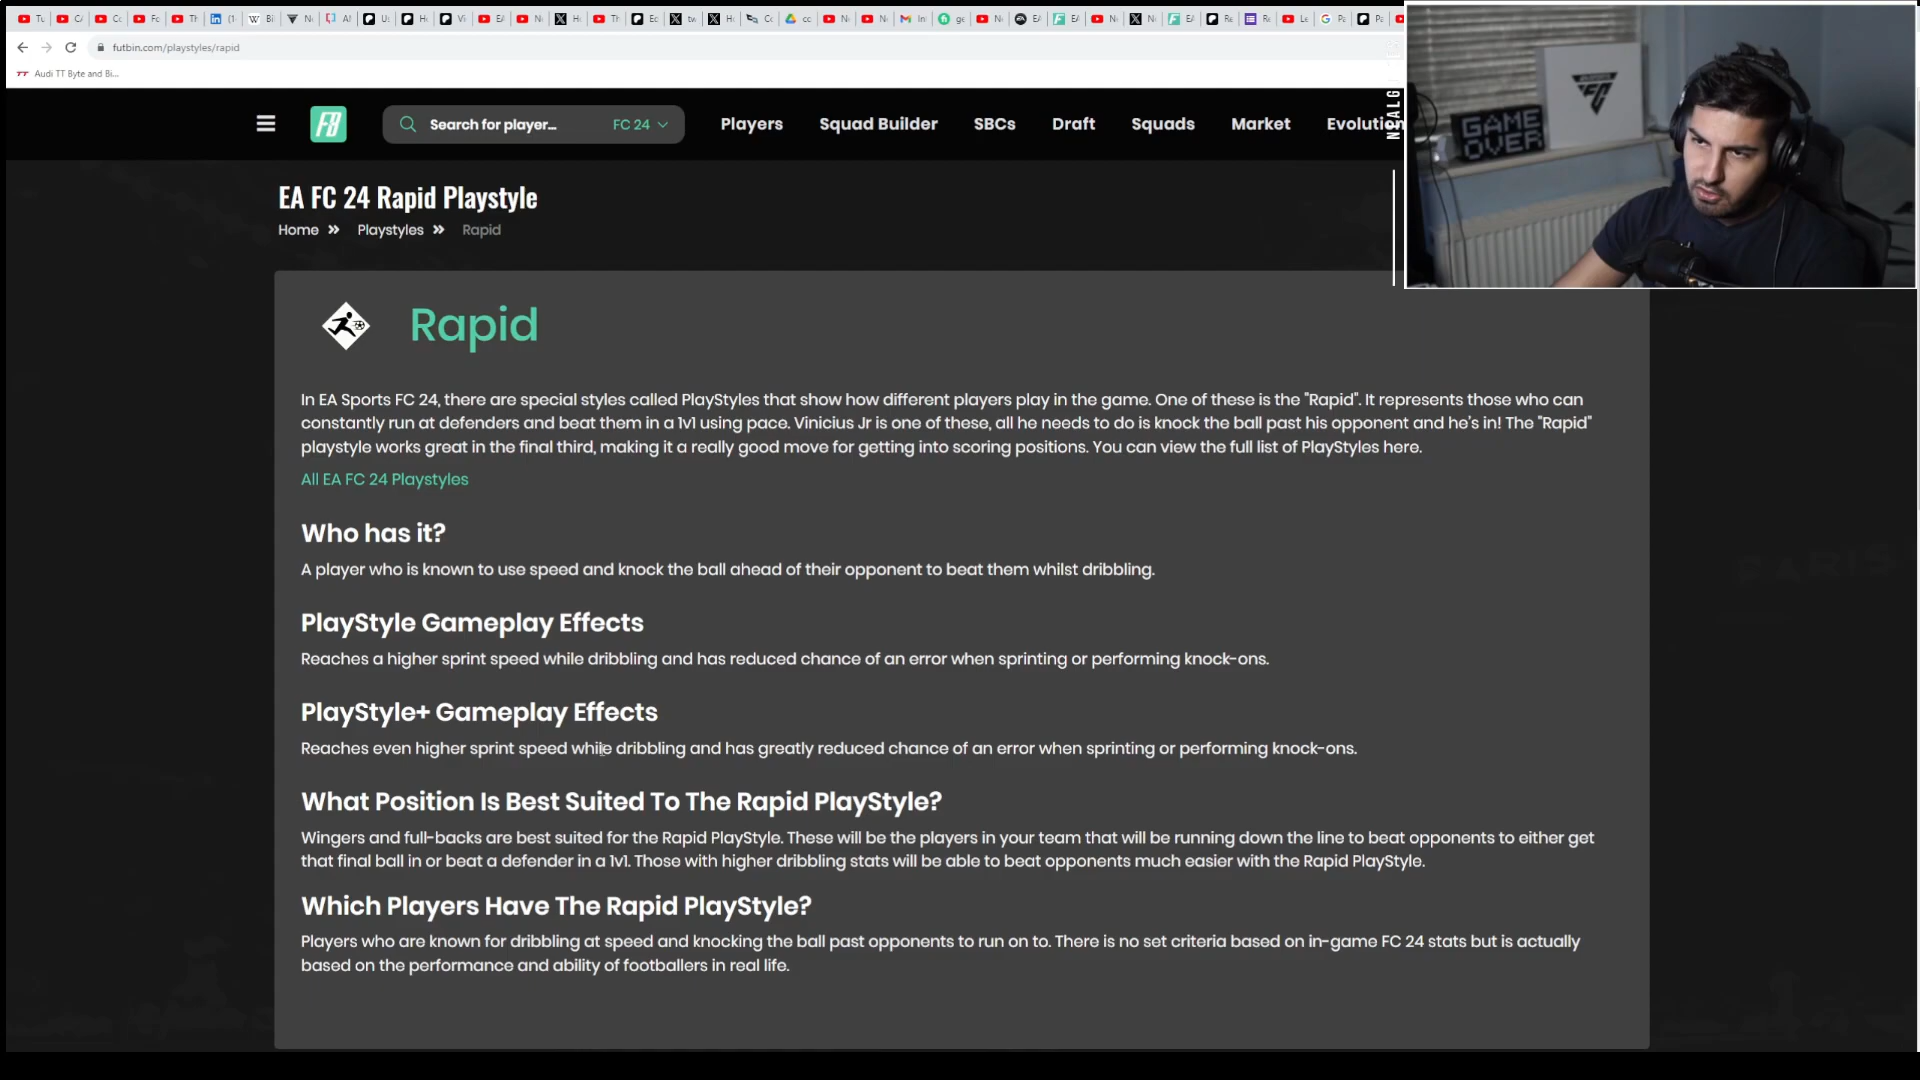 futbin.com/playstyles/rapid
TT Audi TT Byte and Bi...
F8
Search for player...
FC 24
Players
Squad Builder
SBCs
Draft
Squads
Market
Evolution
GAME
OVER
EA FC 24 Rapid Playstyle
Home » Playstyles » Rapid
Rapid
In EA Sports FC 24, there are special styles called PlayStyles that show how different players play in the game. One of these is the "Rapid". It represents those who can
constantly run at defenders and beat them in a 1v1 using pace. Vinicius Jr is one of these, all he needs to do is knock the ball past his opponent and he's in! The "Rapid"
playstyle works great in the final third, making it a really good move for getting into scoring positions. You can view the full list of PlayStyles here.
All EA FC 24 Playstyles
Who has it?
A player who is known to use speed and knock the ball ahead of their opponent to beat them whilst dribbling.
PlayStyle Gameplay Effects
Reaches a higher sprint speed while dribbling and has reduced chance of an error when sprinting or performing knock-ons.
PlayStyle+ Gameplay Effects
Reaches even higher sprint speed while dribbling and has greatly reduced chance of an error when sprinting or performing knock-ons.
What Position Is Best Suited To The Rapid PlayStyle?
Wingers and full-backs are best suited for the Rapid PlayStyle. These will be the players in your team that will be running down the line to beat opponents to either get
that final ball in or beat a defender in a 1v1. Those with higher dribbling stats will be able to beat opponents much easier with the Rapid PlayStyle.
Which Players Have The Rapid PlayStyle?
Players who are known for dribbling at speed and knocking the ball past opponents to run on to. There is no set criteria based on in-game FC 24 stats but is actually
based on the performance and ability of footballers in real life.